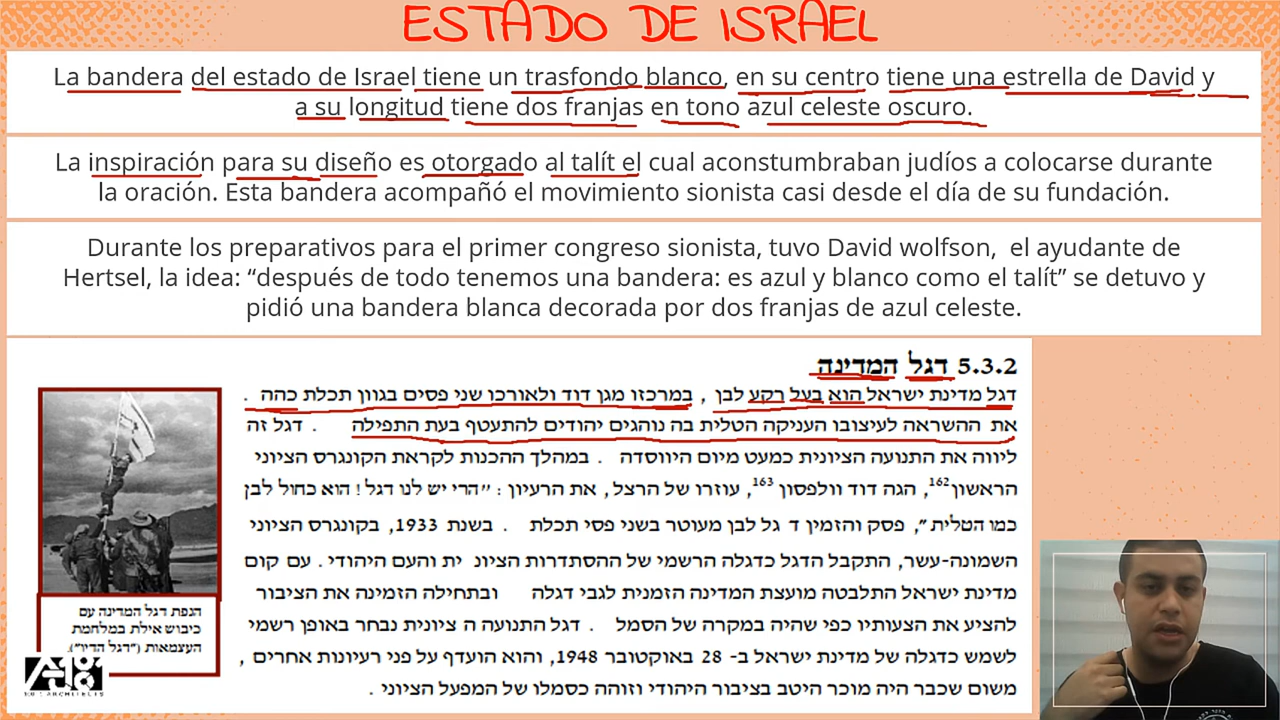 ESTADO DE ISRAEL
La bandera del estado de Israel tiene un trasfondo blanco, en su centro tiene una estrella de David y
a su longitud tiene dos franjas en tono azul celeste oscuro.
La inspiración para su diseño es otorgado al talít el cual aconstumbraban judíos a colocarse durante
la oración. Esta bandera acompañó el movimiento sionista casi desde el día de su fundación.
Durante los preparativos para el primer congreso sionista, tuvo David wolfson, el ayudante de
Hertsel, la idea: “después de todo tenemos una bandera: es azul y blanco como el talít” se detuvo y
pidió una bandera blanca decorada por dos franjas de azul celeste.
5.3.2 דגל המדינה
דגל מדינת ישראל הוא בעל רקע לבן , במרכזו מגן דוד ולאורכו שני פסים בגוון תכלת כהה .
את ההשראה לעיצובו העניקה הטלית בה נוהגים יהודים להתעטף בעת התפילה . דגל זה
ליווה את התנועה הציונית כמעט מיום היווסדה . במהלך ההכנות לקראת הקונגרס הציוני
הראשון162, הגה דוד וולפסון163, עוזרו של הרצל, את הרעיון : "הרי יש לנו דגל ! הוא כחול לבן
כמו הטלית ", פסק והזמין ד גל לבן מעוטר בשני פסי תכלת . בשנת 1933, בקונגרס הציוני
השמונה-עשר, התקבל הדגל כדגלה הרשמי של ההסתדרות הציונ ית והעם היהודי . עם קום
מדינת ישראל התלבטה מועצת המדינה הזמנית לגבי דגלה ובתחילה הזמינה את הציבור
להציע את הצעותיו כפי שהיה במקרה של הסמל . דגל התנועה ה ציונית נבחר באופן רשמי
לשמש כדגלה של מדינת ישראל ב- 28 באוקטובר 1948, והוא הועדף על פני רעיונות אחרים ,
משום שכבר היה מוכר היטב בציבור היהודי וזוהה כסמלו של המפעל הציוני .
הנפת דגל המדינה עם
כיבוש אילת במלחמת
העצמאות ("דגל הדיו").